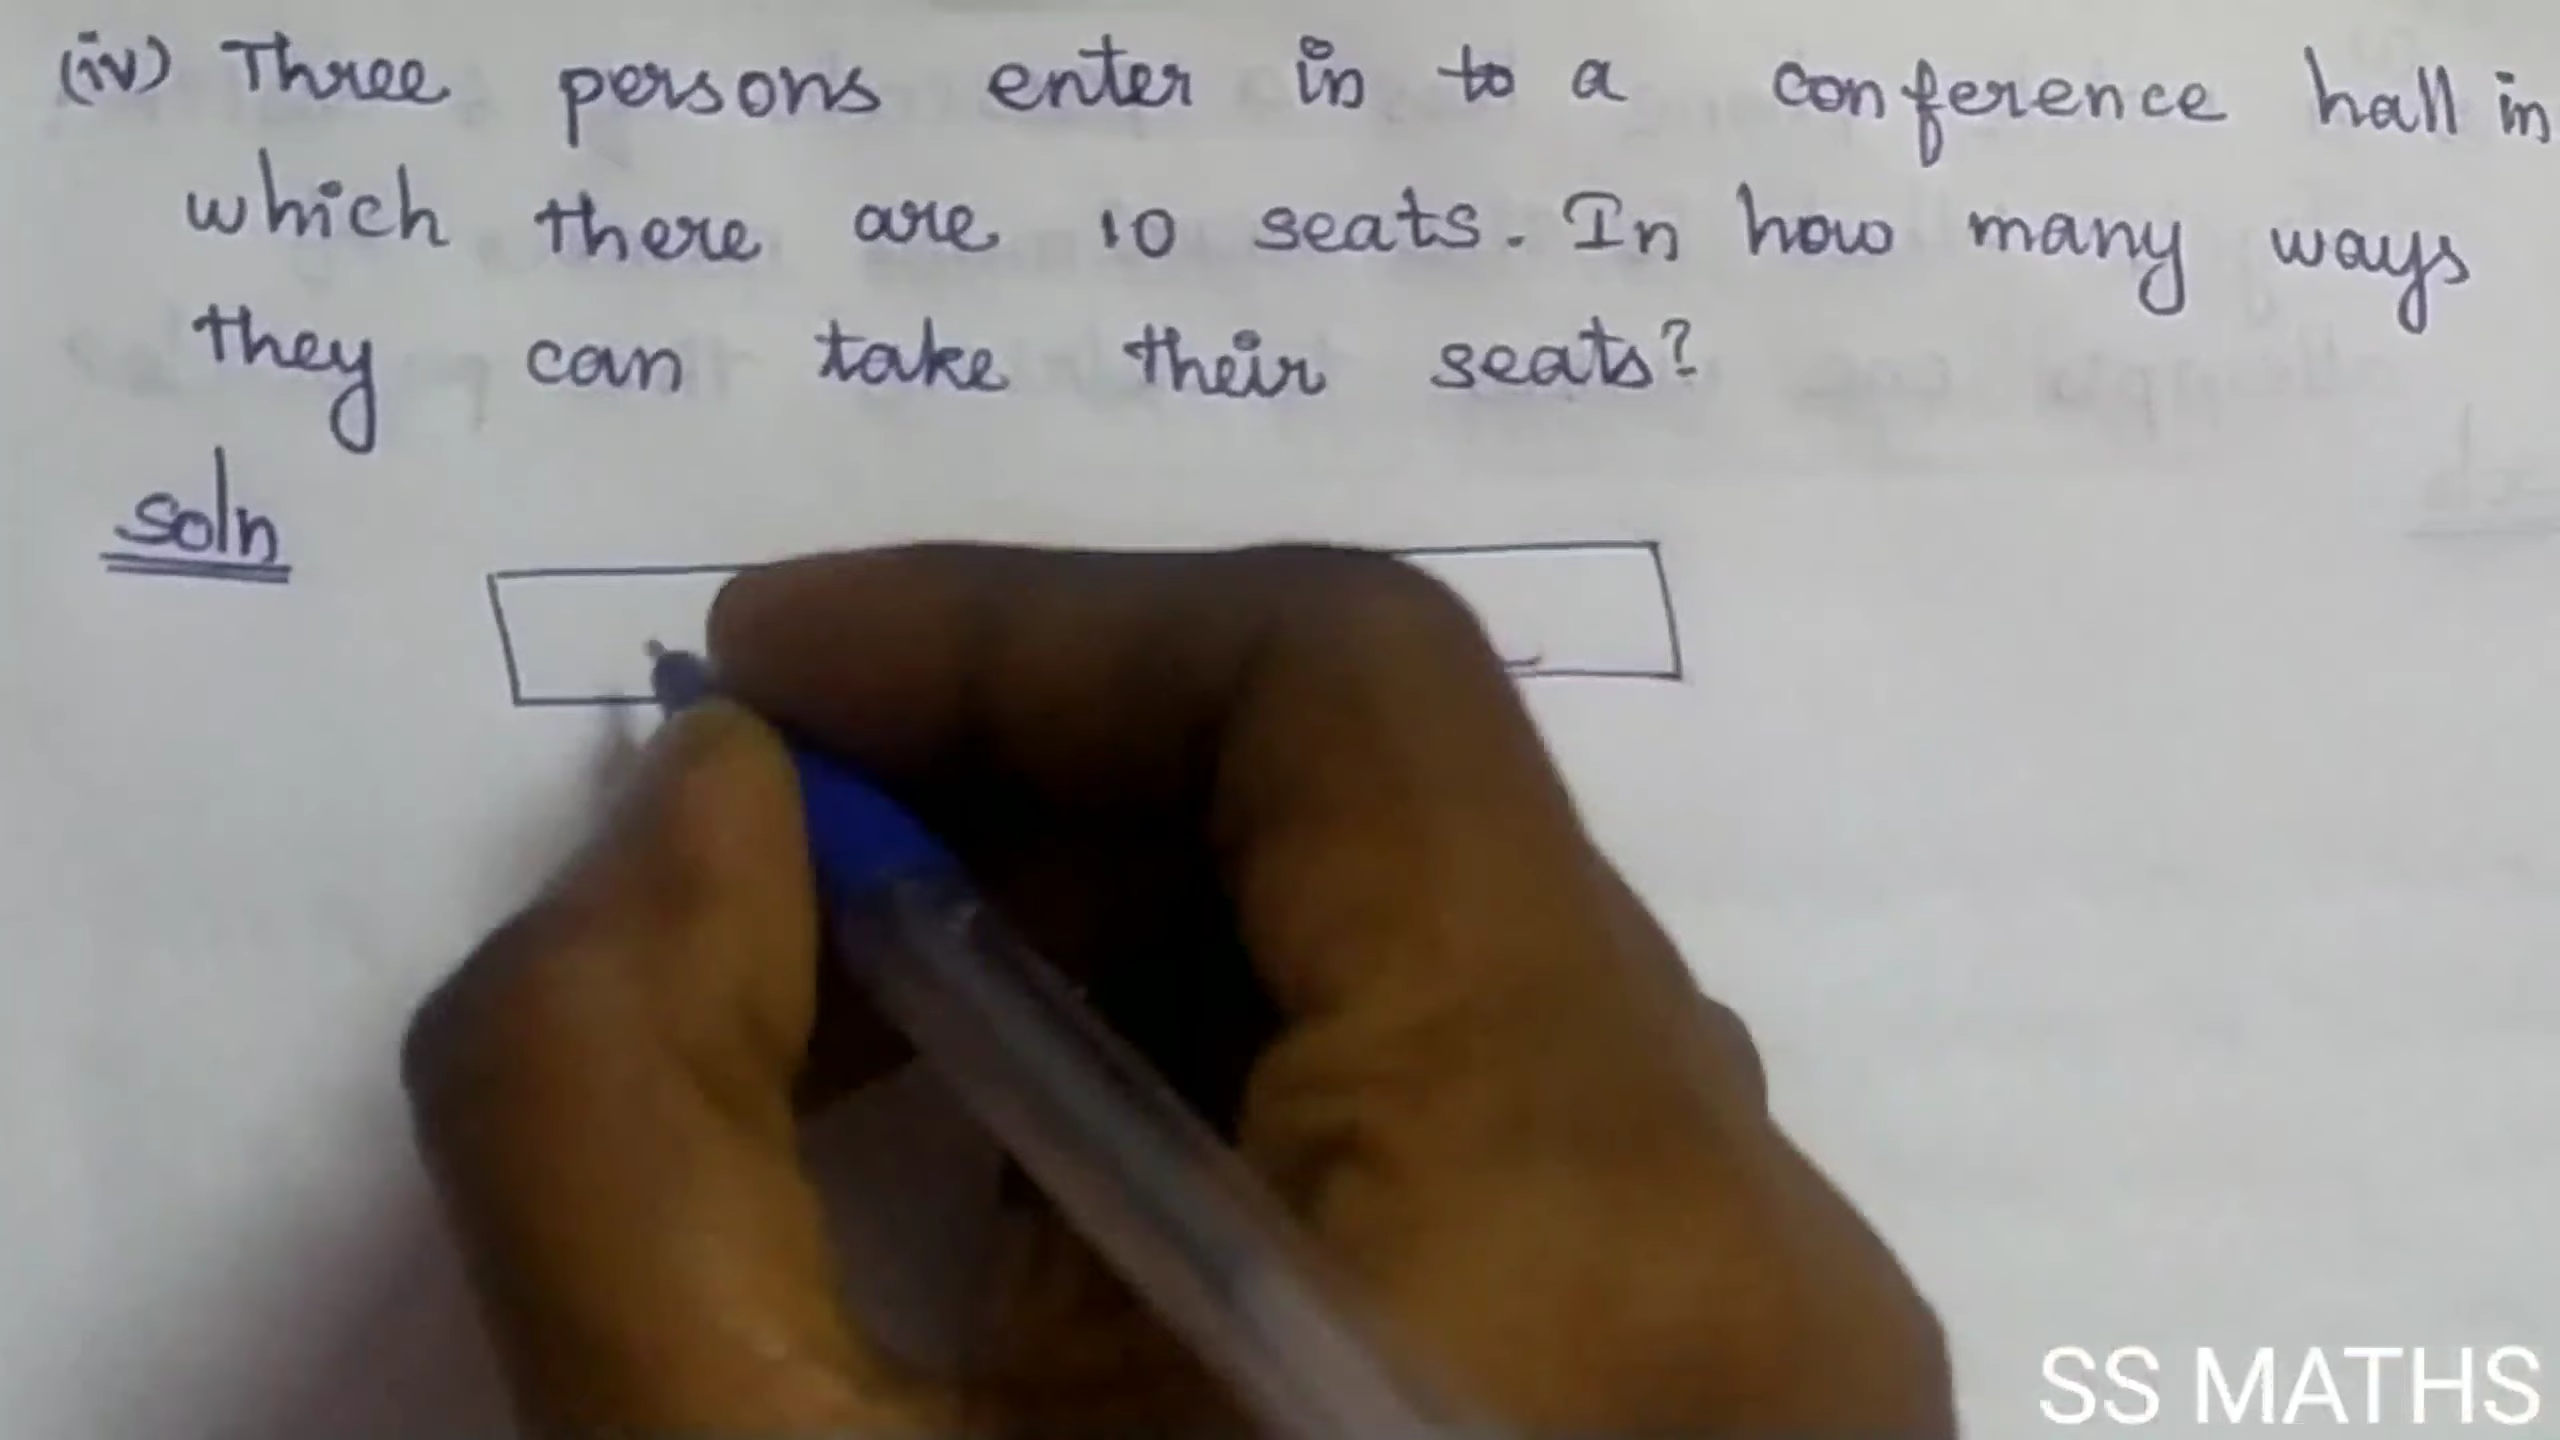 (iv) Three persons enter in to a conference hall in
which there are 10 seats. In how many ways
they can take their seats?
soln
SS MATHS